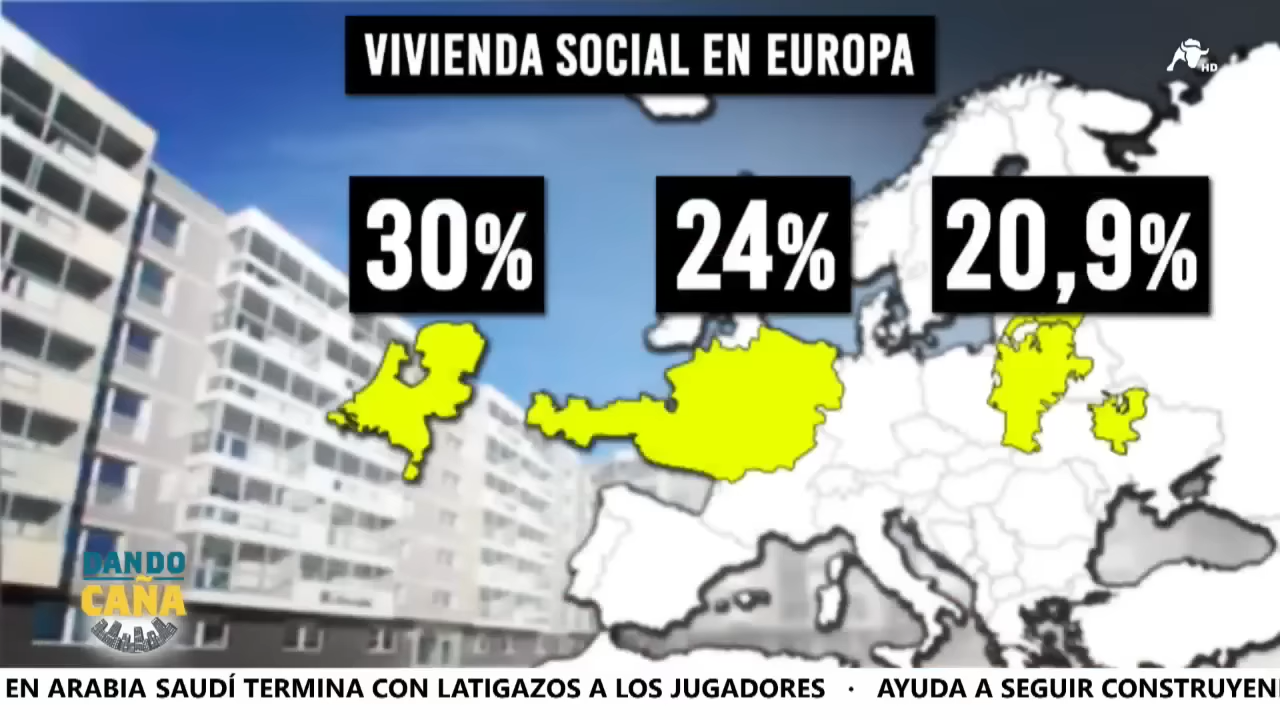 VIVIENDA SOCIAL EN EUROPA
HD
30%
24%
20,9%
DANDO
CAÑA
EN ARABIA SAUDÍ TERMINA CON LATIGAZOS A LOS JUGADORES · AYUDA A SEGUIR CONSTRUYEN